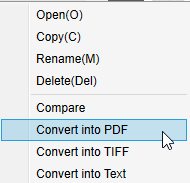 Open(O)
Copy(C)
Rename(M)
Delete(Del)
Compare
Convert into PDF
Convert into TIFF
Convert into Text